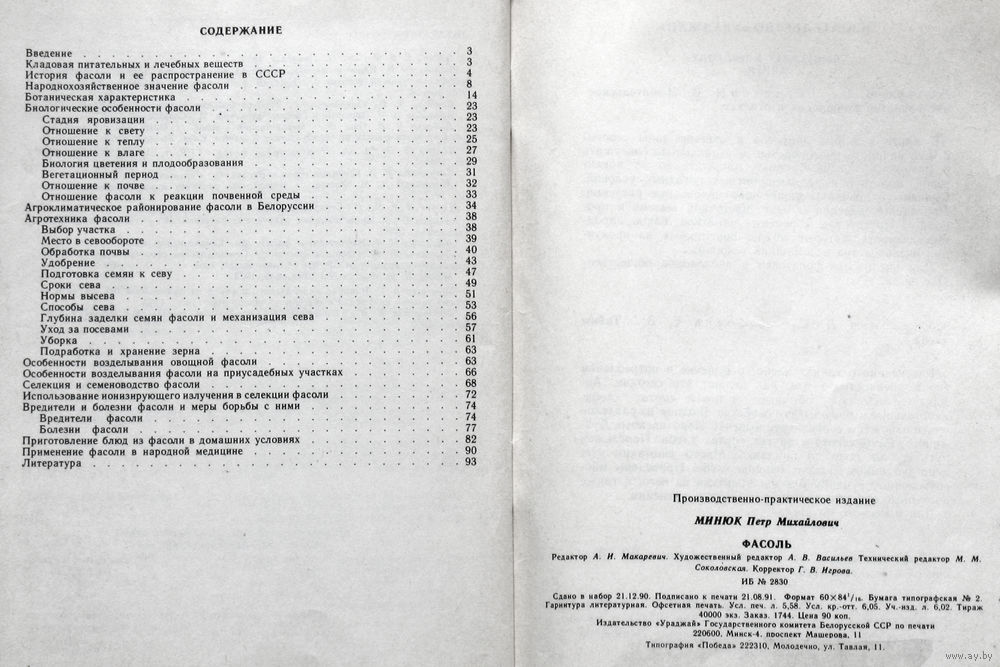 СОДЕРЖАНИЕ
Введение . . . 3
Кладовая питательных и лечебных веществ . . . 3
История фасоли и ее распространение в СССР . . . 4
Народнохозяйственное значение фасоли . . . 8
Ботаническая характеристика . . . 14
Биологические особенности фасоли . . . 23
Стадия яровизации . . . 23
Отношение к свету . . . 23
Отношение к теплу . . . 25
Отношение к влаге . . . 27
Биология цветения и плодообразования . . . 29
Вегетационный период . . . 31
Отношение к почве . . . 32
Отношение фасоли к реакции почвенной среды . . . 33
Агроклиматическое районирование фасоли в Белоруссии . . . 34
Агротехника фасоли . . . 38
Выбор участка . . . 38
Место в севообороте . . . 39
Обработка почвы . . . 40
Удобрение . . . 43
Подготовка семян к севу . . . 47
Сроки сева . . . 49
Нормы высева . . . 51
Способы сева . . . 53
Глубина заделки семян фасоли и механизация сева . . . 56
Уход за посевами . . . 57
Уборка . . . 61
Подработка и хранение зерна . . . 63
Особенности возделывания овощной фасоли . . . 63
Особенности возделывания фасоли на приусадебных участках . . . 66
Селекция и семеноводство фасоли . . . 68
Использование ионизирующего излучения в селекции фасоли . . . 72
Вредители и болезни фасоли и меры борьбы с ними . . . 74
Вредители фасоли . . . 74
Болезни фасоли . . . 77
Приготовление блюд из фасоли в домашних условиях . . . 82
Применение фасоли в народной медицине . . . 90
Литература . . . 93
Производственно-практическое издание
МИНЮК Петр Михайлович
ФАСОЛЬ
Редактор А. И. Макаревич. Художественный редактор А. В. Васильев Технический редактор М. М.
Соколовская. Корректор Г. В. Игрова.
ИБ № 2830
Сдано в набор 21.12.90. Подписано к печати 21.08.91. Формат 60×84 1/16. Бумага типографская № 2.
Гарнитура литературная. Офсетная печать. Усл. печ. л. 5,58. Усл. кр.-отт. 6,05. Уч.-изд. л. 6,02. Тираж
40000 экз. Заказ. 1744. Цена 90 коп.
Издательство «Ураджай» Государственного комитета Белорусской ССР по печати
220600, Минск-4, проспект Машерова, 11
Типография «Победа» 222310, Молодечно, ул. Тавлая, 11.
www.ay.by